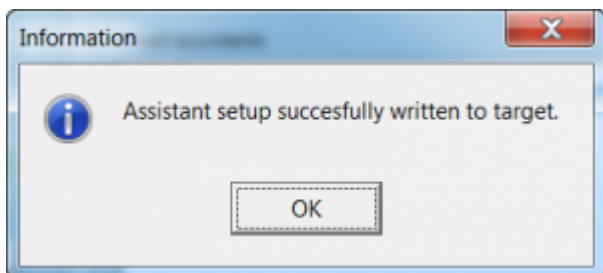 Information
Assistant setup succesfully written to target.
OK